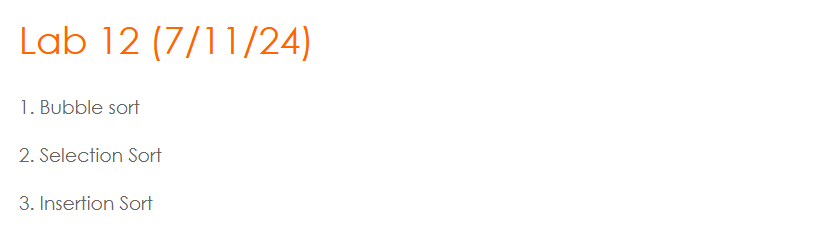 Lab 12 (7/11/24)
1. Bubble sort
2. Selection Sort
3. Insertion Sort